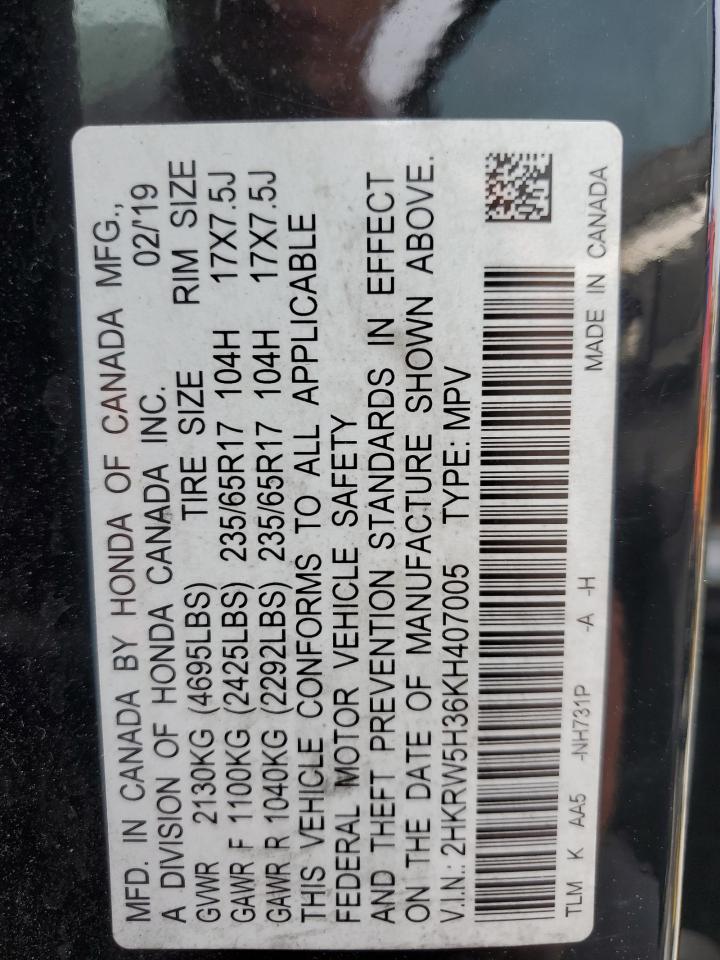 MFD. IN CANADA BY HONDA OF CANADA MFG.,
A DIVISION OF HONDA CANADA INC. 02/'19
GVWR 2130KG (4695LBS) TIRE SIZE RIM SIZE
GAWR F 1100KG (2425LBS) 235/65R17 104H 17X7.5J
GAWR R 1040KG (2292LBS) 235/65R17 104H 17X7.5J
THIS VEHICLE CONFORMS TO ALL APPLICABLE
FEDERAL MOTOR VEHICLE SAFETY
AND THEFT PREVENTION STANDARDS IN EFFECT
ON THE DATE OF MANUFACTURE SHOWN ABOVE.
V.I.N.: 2HKRW5H36KH407005 TYPE: MPV
TLM K AA5 -NH731P -A -H MADE IN CANADA